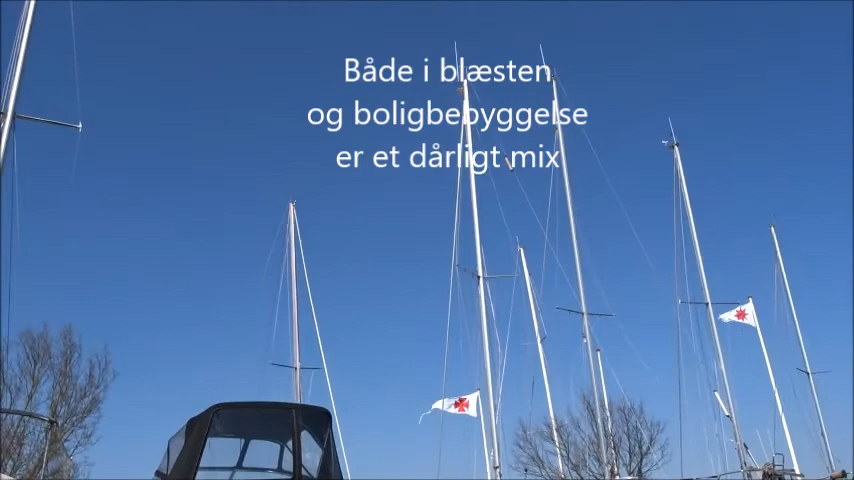 Både i blæsten
og boligbebyggelse
er et dårligt mix